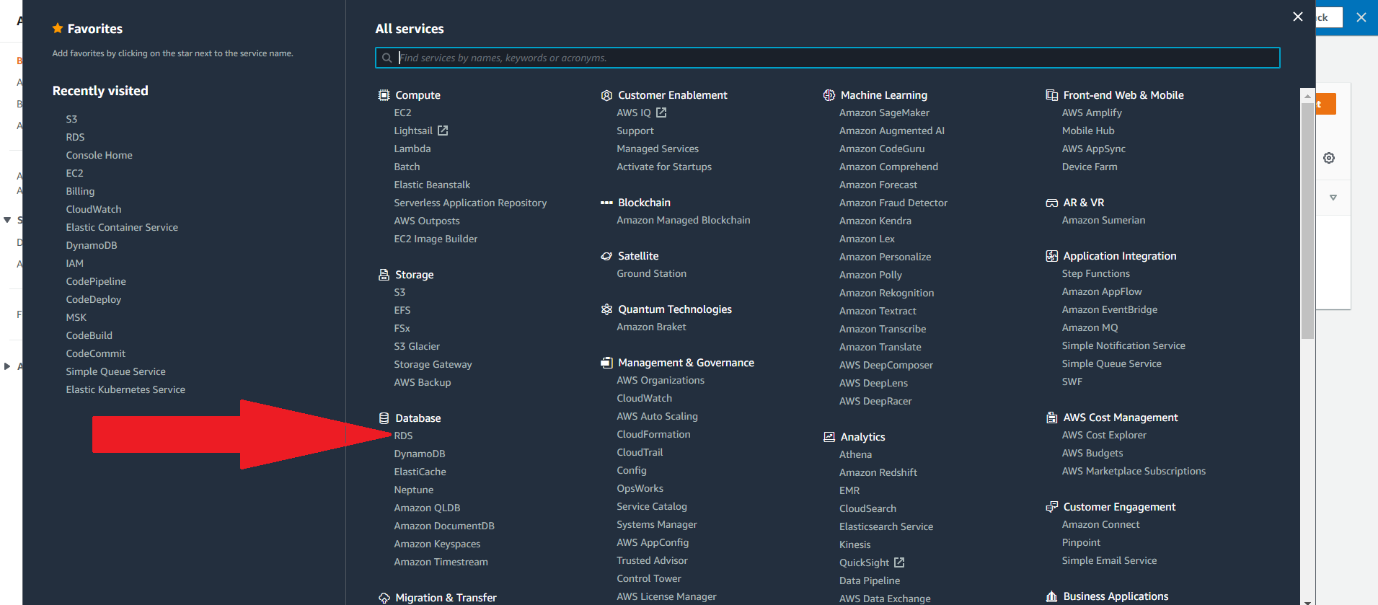 Favorites
Add favorites by clicking on the star next to the service name.
Recently visited
S3
RDS
Console Home
EC2
Billing
CloudWatch
Elastic Container Service
DynamoDB
IAM
CodePipeline
CodeDeploy
MSK
CodeBuild
CodeCommit
Simple Queue Service
Elastic Kubernetes Service
All services
Find services by names, keywords or acronyms.
Compute
EC2
Lightsail
Lambda
Batch
Elastic Beanstalk
Serverless Application Repository
AWS Outposts
EC2 Image Builder
Storage
S3
EFS
FSx
S3 Glacier
Storage Gateway
AWS Backup
Database
RDS
DynamoDB
ElastiCache
Neptune
Amazon QLDB
Amazon DocumentDB
Amazon Keyspaces
Amazon Timestream
Migration & Transfer
Customer Enablement
AWS IQ
Support
Managed Services
Activate for Startups
Blockchain
Amazon Managed Blockchain
Satellite
Ground Station
Quantum Technologies
Amazon Braket
Management & Governance
AWS Organizations
CloudWatch
AWS Auto Scaling
CloudFormation
CloudTrail
Config
OpsWorks
Service Catalog
Systems Manager
AWS AppConfig
Trusted Advisor
Control Tower
AWS License Manager
Machine Learning
Amazon SageMaker
Amazon Augmented AI
Amazon CodeGuru
Amazon Comprehend
Amazon Forecast
Amazon Fraud Detector
Amazon Kendra
Amazon Lex
Amazon Personalize
Amazon Polly
Amazon Rekognition
Amazon Textract
Amazon Transcribe
Amazon Translate
AWS DeepComposer
AWS DeepLens
AWS DeepRacer
Analytics
Athena
Amazon Redshift
EMR
CloudSearch
Elasticsearch Service
Kinesis
QuickSight
Data Pipeline
AWS Data Exchange
Front-end Web & Mobile
AWS Amplify
Mobile Hub
AWS AppSync
Device Farm
AR & VR
Amazon Sumerian
Application Integration
Step Functions
Amazon AppFlow
Amazon EventBridge
Amazon MQ
Simple Notification Service
Simple Queue Service
SWF
AWS Cost Management
AWS Cost Explorer
AWS Budgets
AWS Marketplace Subscriptions
Customer Engagement
Amazon Connect
Pinpoint
Simple Email Service
Business Applications